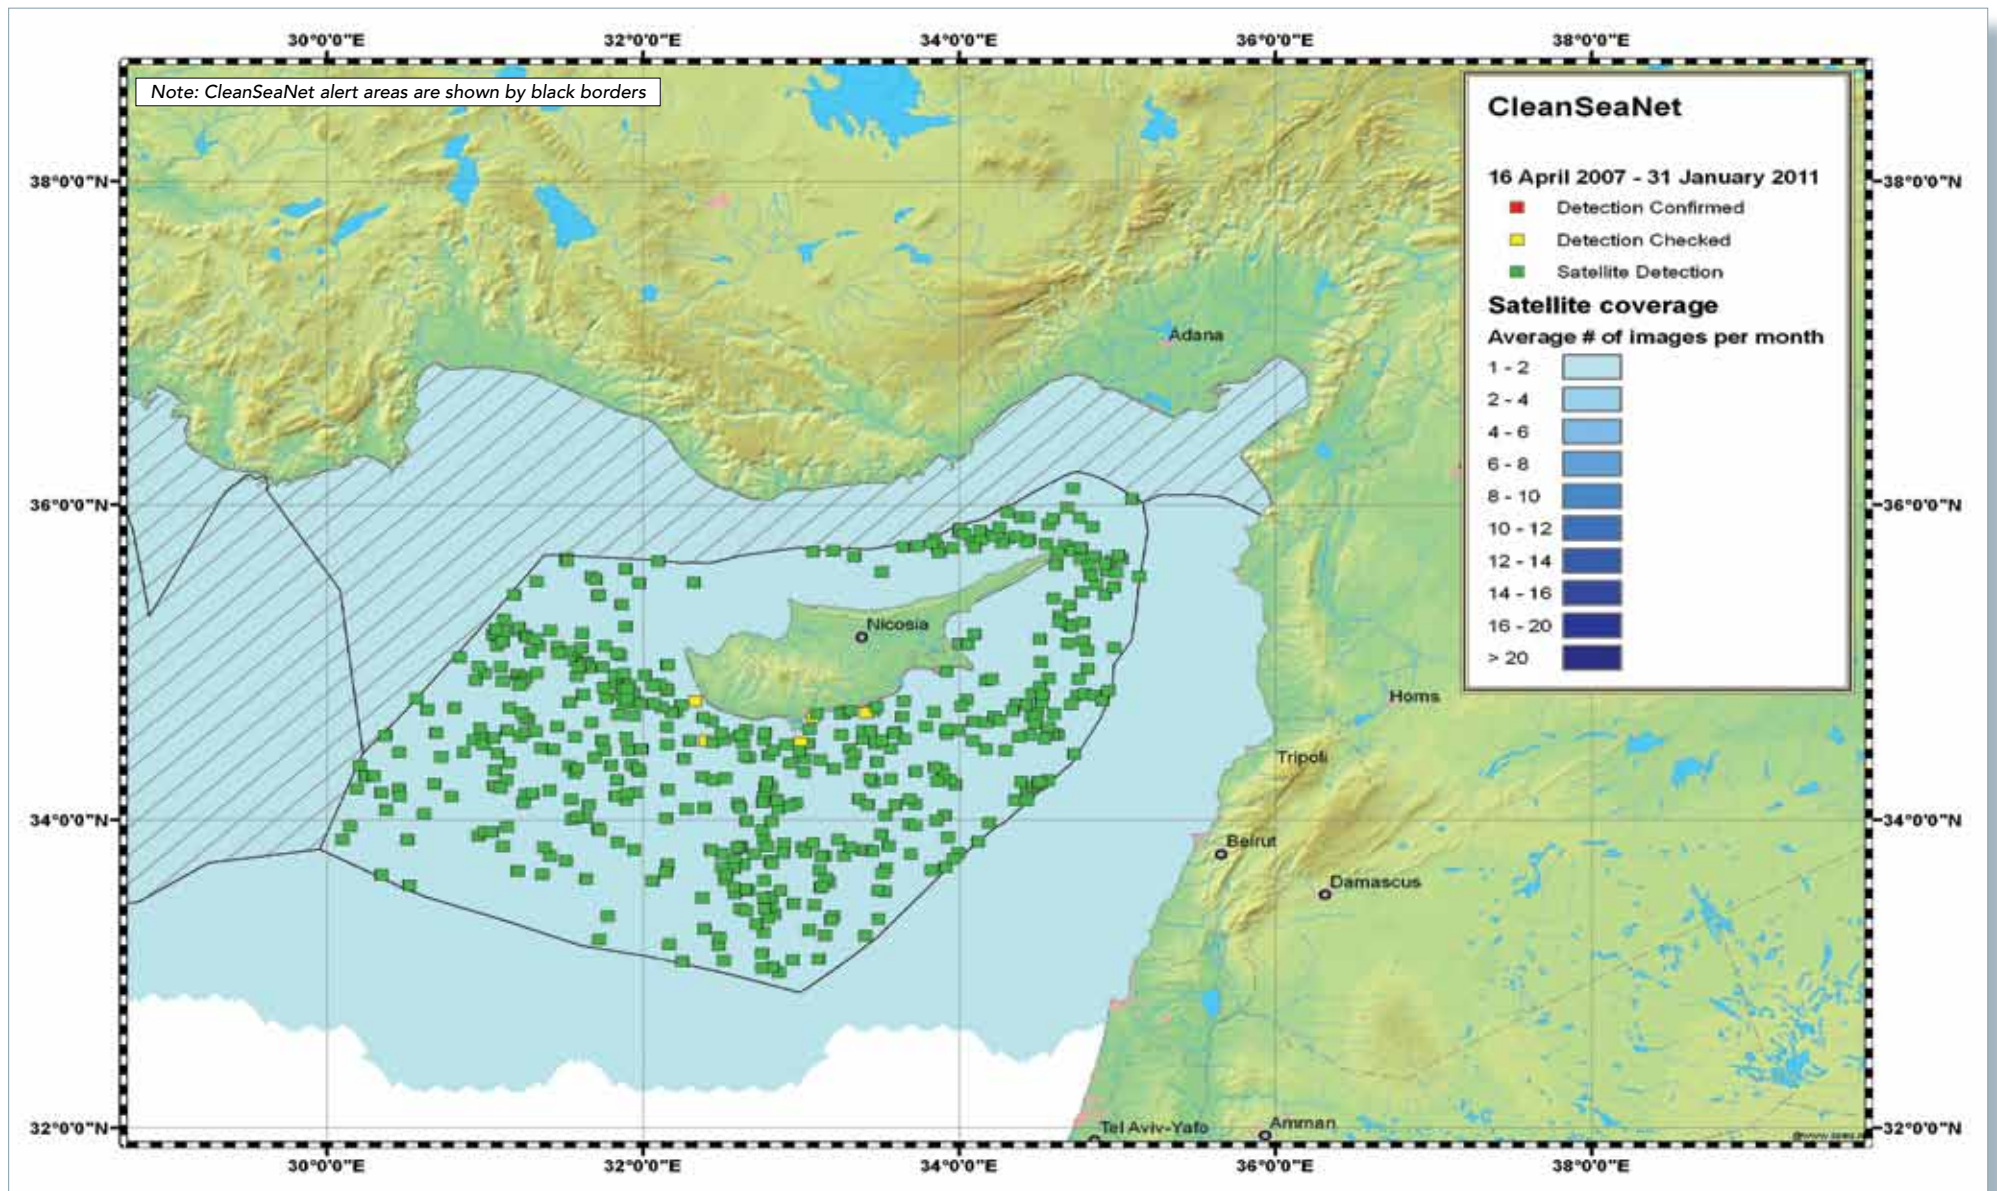 30°0'0"E 32°0'0"E 34°0'0"E 36°0'0"E 38°0'0"E
Note: CleanSeaNet alert areas are shown by black borders
CleanSeaNet
16 April 2007 - 31 January 2011
Detection Confirmed
Detection Checked
Satellite Detection
Satellite coverage
Average # of images per month
1 - 2
2 - 4
4 - 6
6 - 8
8 - 10
10 - 12
12 - 14
14 - 16
16 - 20
> 20
38°0'0"N 38°0'0"N
Adana
36°0'0"N 36°0'0"N
Nicosia
Homs
Tripoli
34°0'0"N 34°0'0"N
Beirut
Damascus
32°0'0"N 32°0'0"N
Tel Aviv-Yafo
Amman
30°0'0"E 32°0'0"E 34°0'0"E 36°0'0"E 38°0'0"E